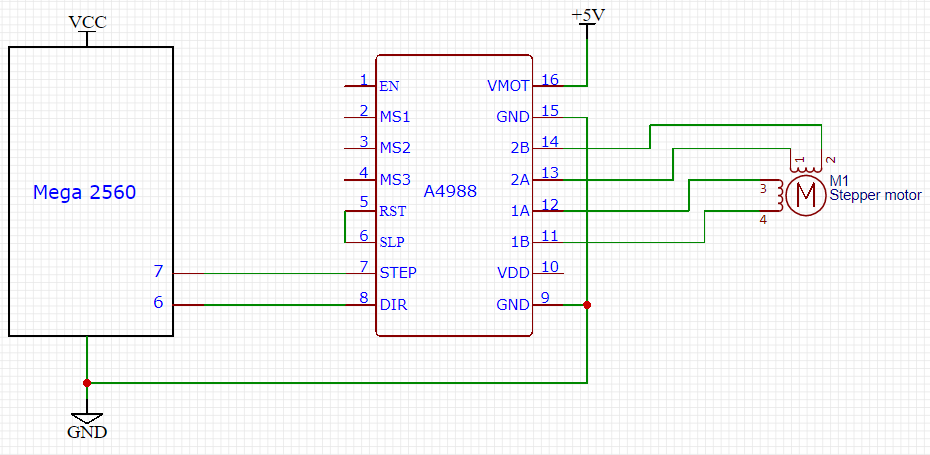 VCC
+5V
1 EN VMOT 16
2 MS1 GND 15
3 MS2 2B 14
4 MS3 2A 13
5 RST 1A 12
6 SLP 1B 11
7 STEP VDD 10
8 DIR GND 9
A4988
Mega 2560
7
6
1 2
3
4
M
M1
Stepper motor
GND